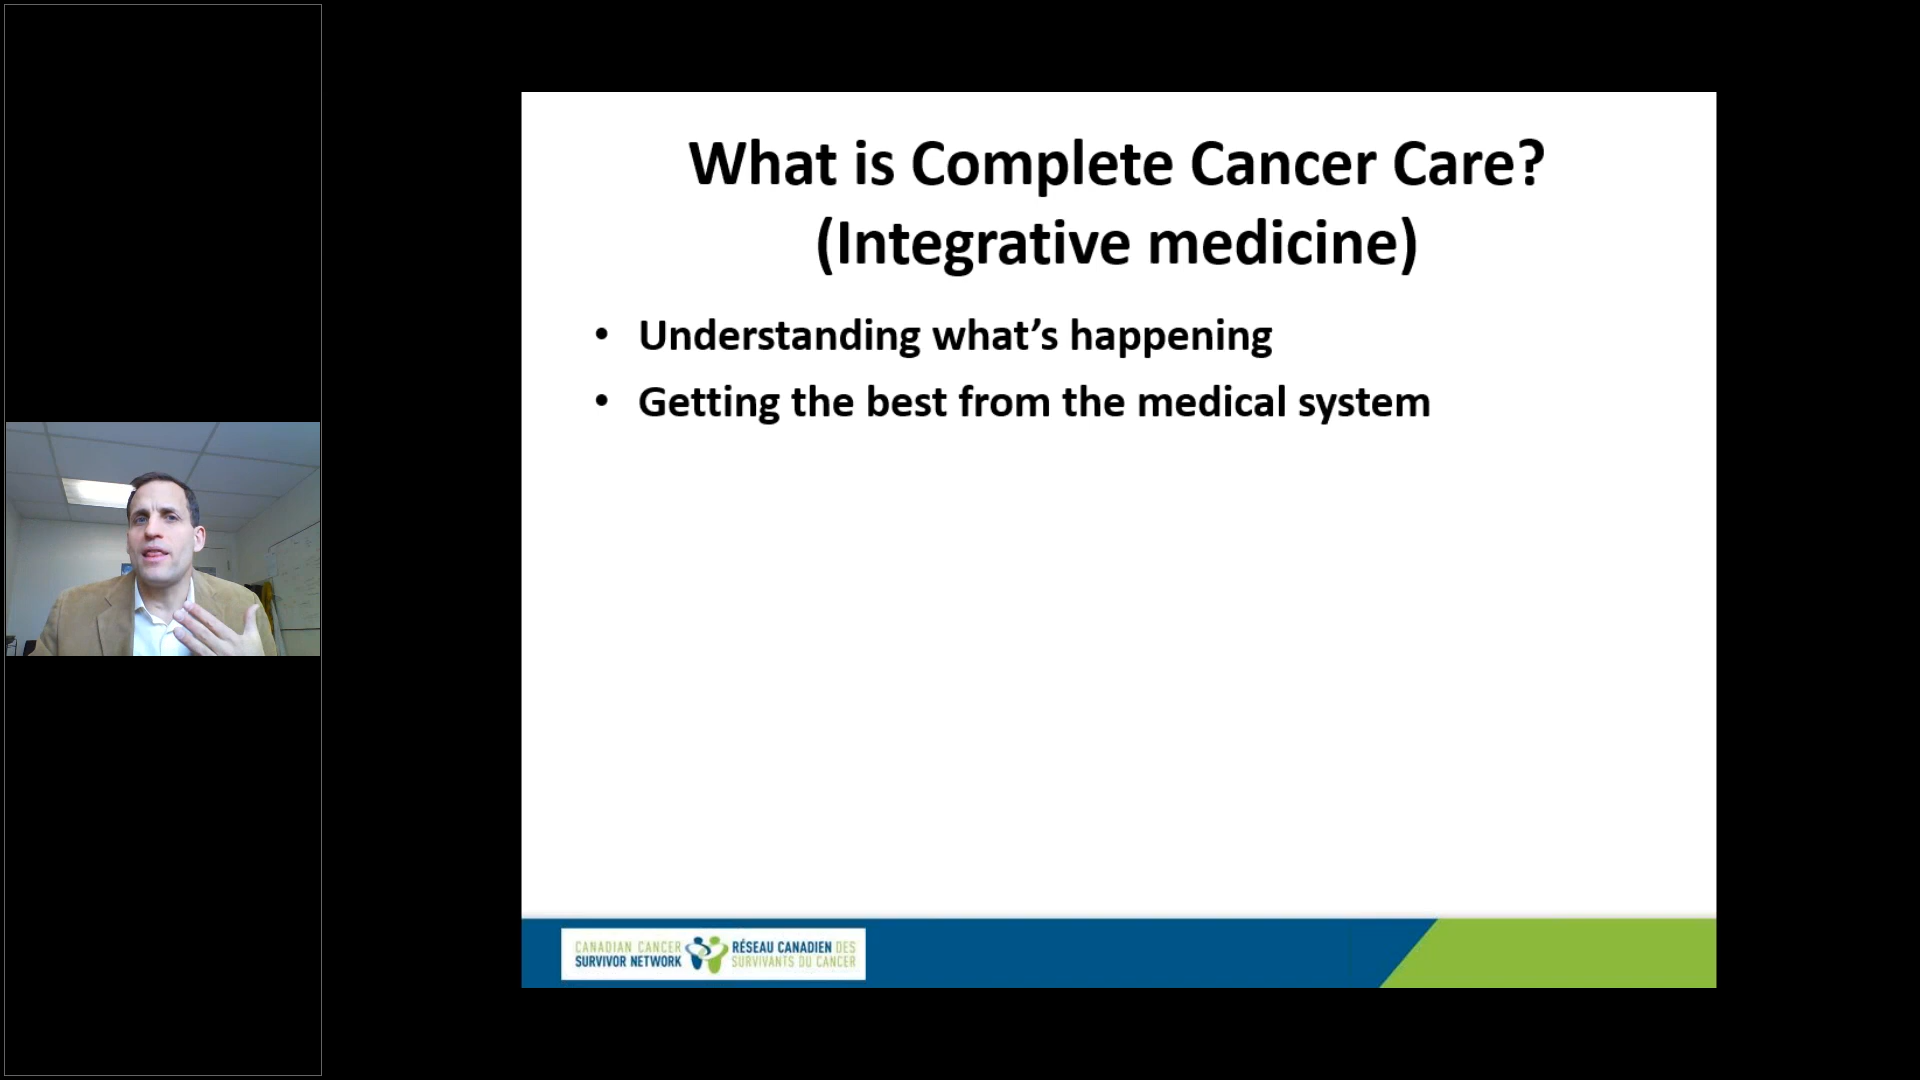 What is Complete Cancer Care?
(Integrative medicine)
• Understanding what’s happening
• Getting the best from the medical system
CANADIAN CANCER
SURVIVOR NETWORK
RÉSEAU CANADIEN DES
SURVIVANTS DU CANCER